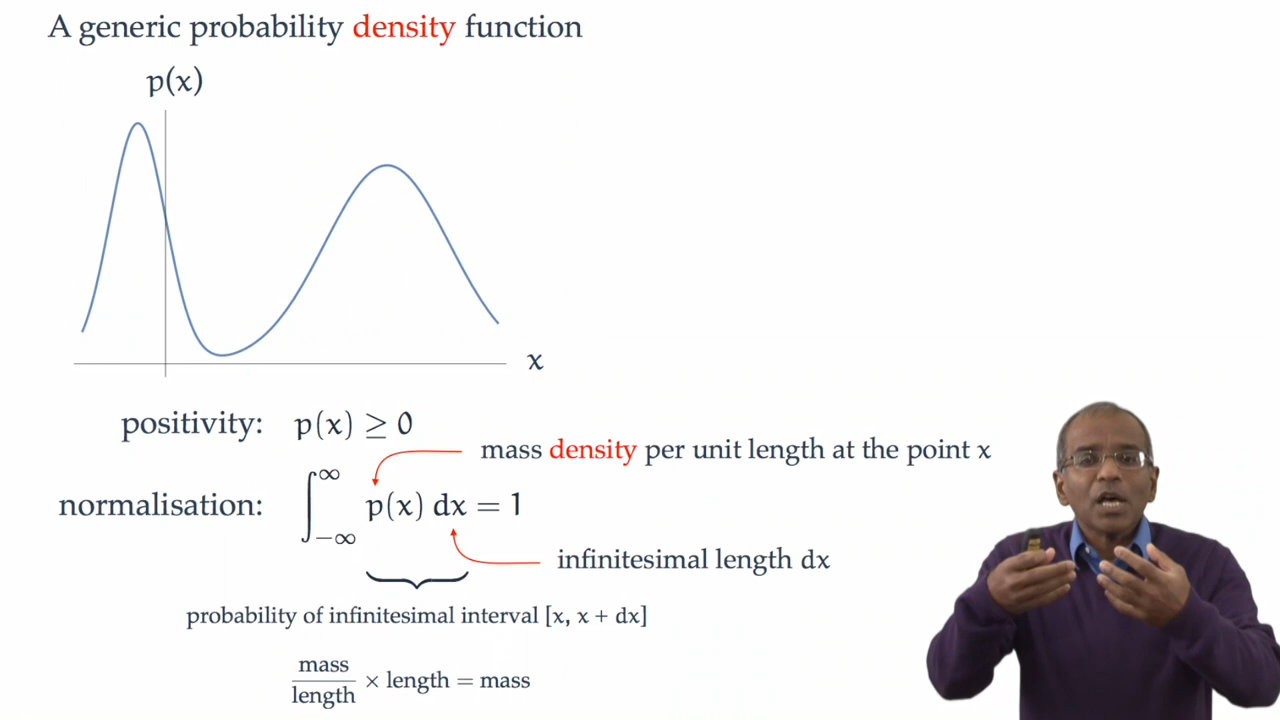 A generic probability density function
p(x)
x
positivity: p(x) ≥ 0
mass density per unit length at the point x
normalisation: ∫_{−∞}^{∞} p(x) dx = 1
infinitesimal length dx
probability of infinitesimal interval [x, x + dx]
mass/length × length = mass